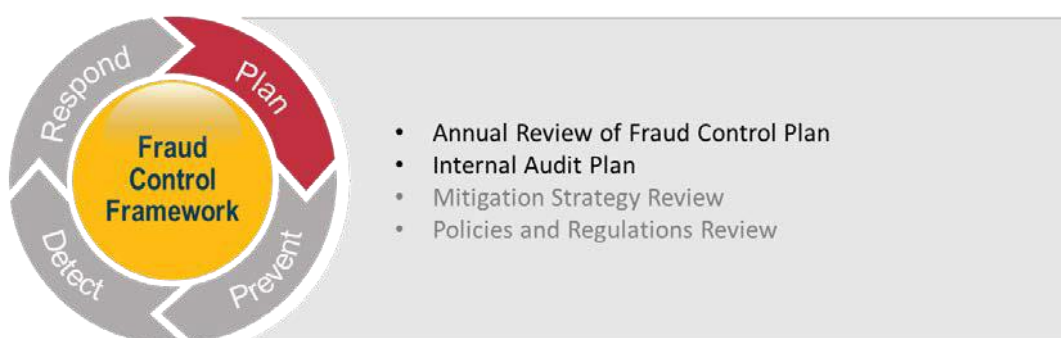 Respond
Plan
Fraud
Control
Framework
Detect
Prevent
• Annual Review of Fraud Control Plan
• Internal Audit Plan
• Mitigation Strategy Review
• Policies and Regulations Review